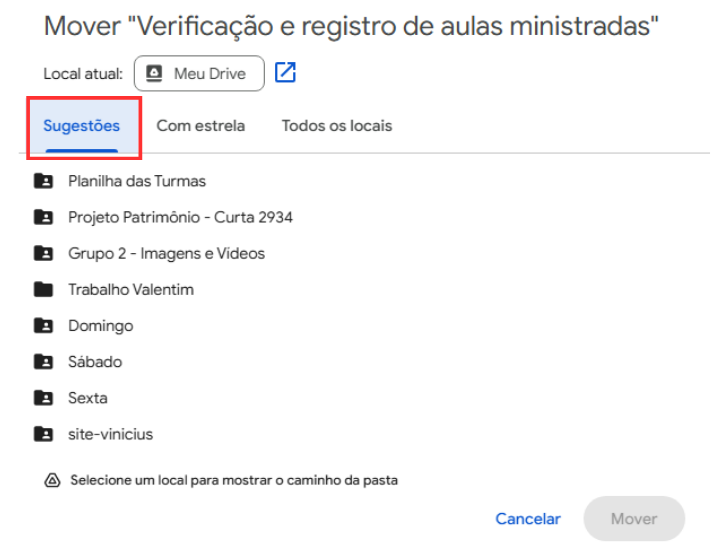 Mover "Verificação e registro de aulas ministradas"
Local atual: Meu Drive
Sugestões Com estrela Todos os locais
Planilha das Turmas
Projeto Patrimônio - Curta 2934
Grupo 2 - Imagens e Vídeos
Trabalho Valentim
Domingo
Sábado
Sexta
site-vinicius
Selecione um local para mostrar o caminho da pasta
Cancelar Mover